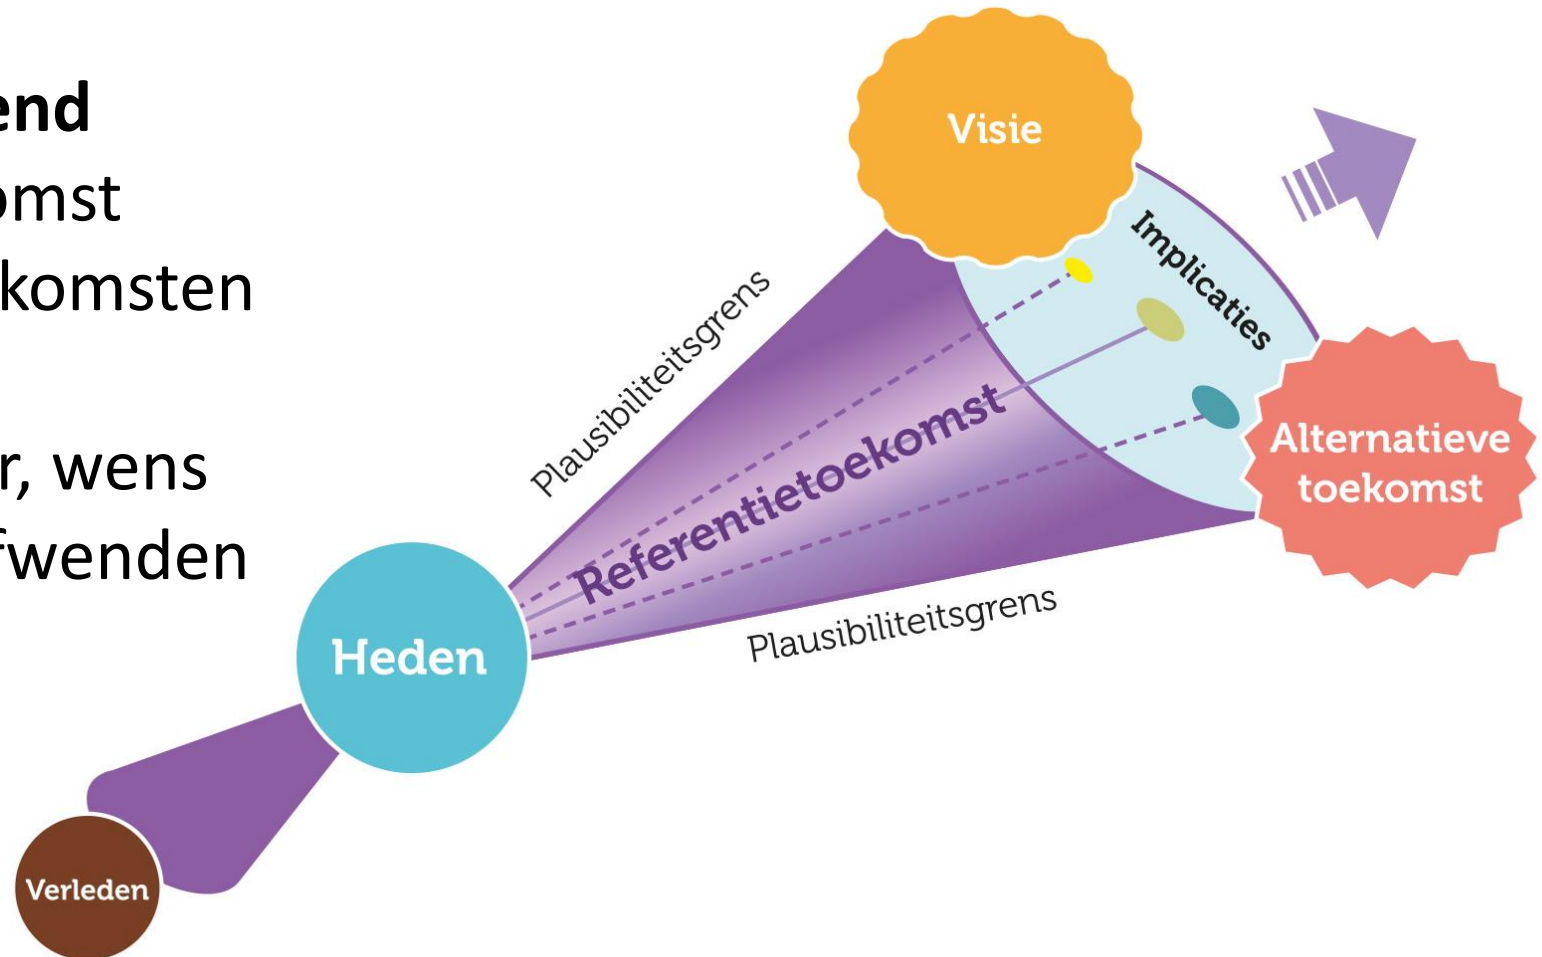 end
omst
komsten
r, wens
fwenden
Visie
Implicaties
Plausibiliteitsgrens
Referentietoekomst
Alternatieve
toekomst
Plausibiliteitsgrens
Heden
Verleden